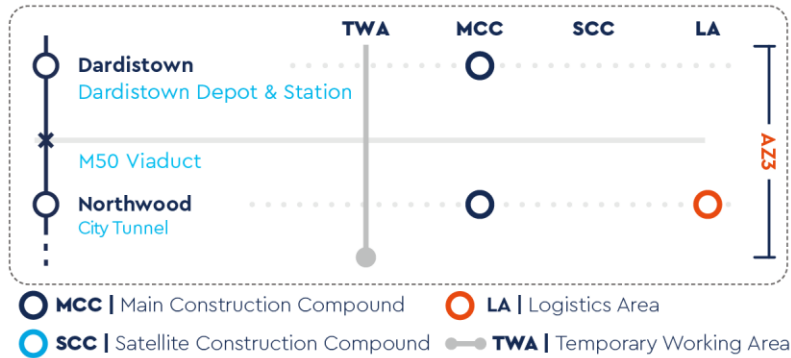 TWA MCC SCC LA
Dardistown
Dardistown Depot & Station
M50 Viaduct
AZ3
Northwood
City Tunnel
MCC | Main Construction Compound
LA | Logistics Area
SCC | Satellite Construction Compound
TWA | Temporary Working Area